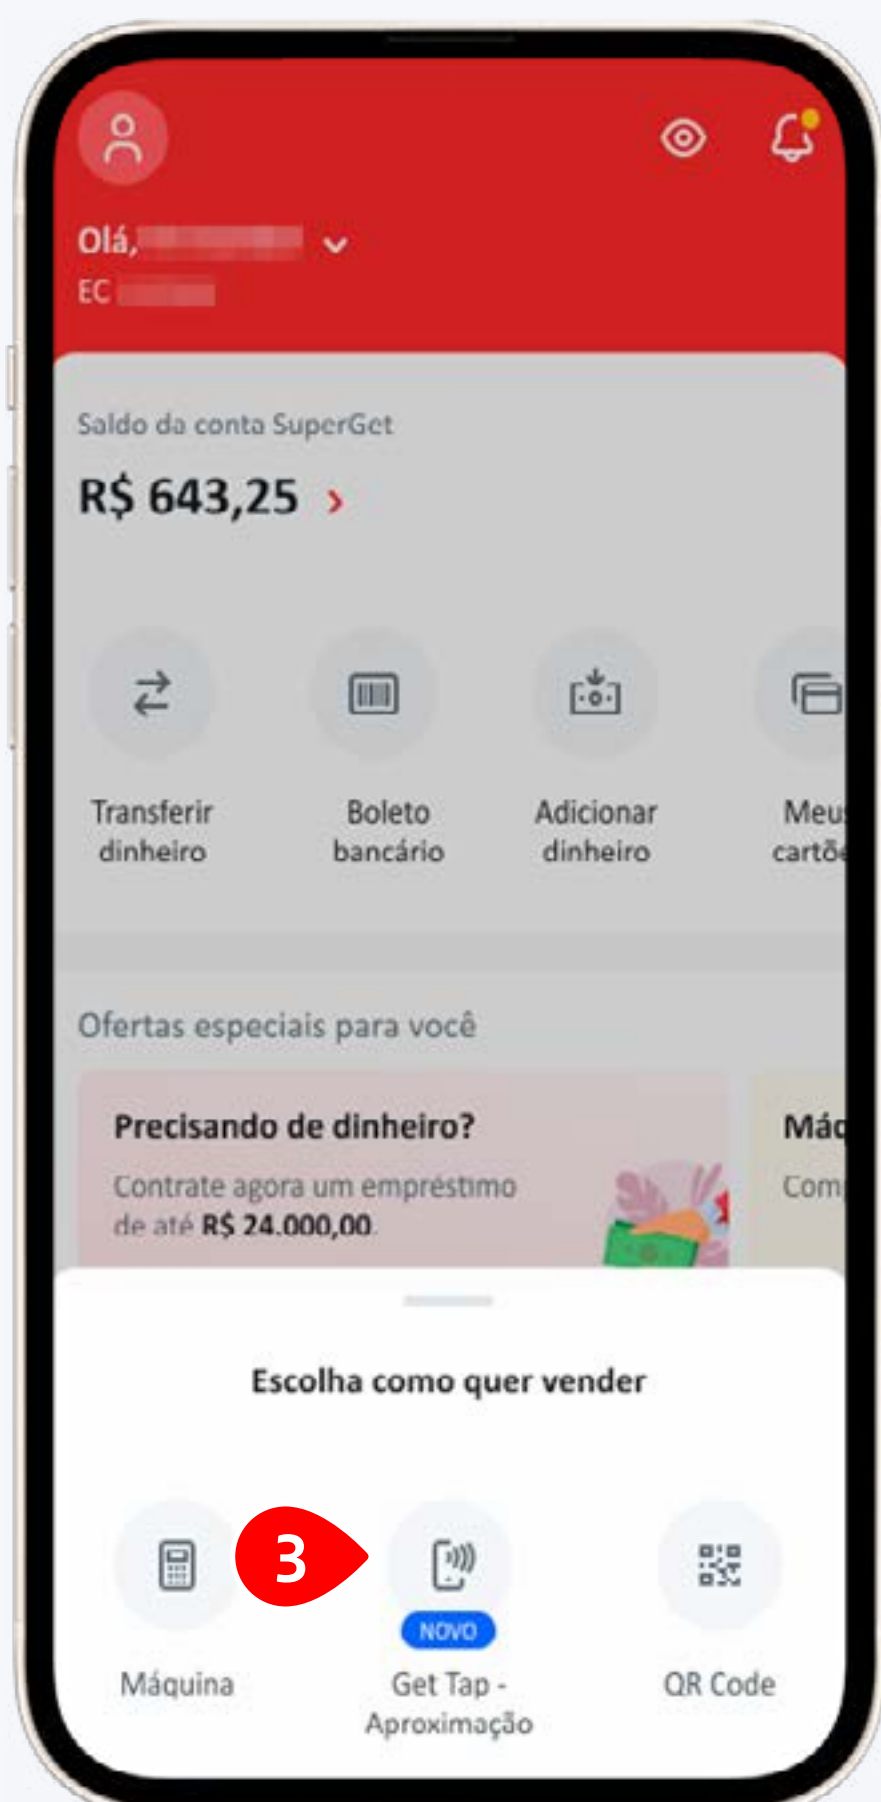 Olá,
EC
Saldo da conta SuperGet
R$ 643,25
Transferir
dinheiro
Boleto
bancário
Adicionar
dinheiro
Meus
cartõe
Ofertas especiais para você
Precisando de dinheiro?
Contrate agora um empréstimo
de até R$ 24.000,00.
Máq
Com
Escolha como quer vender
3
NOVO
Máquina
Get Tap -
Aproximação
QR Code